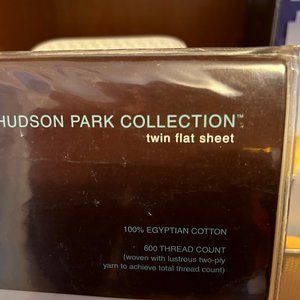 HUDSON PARK COLLECTION™
twin flat sheet
100% EGYPTIAN COTTON
600 THREAD COUNT
(woven with lustrous two-ply
yarn to achieve total thread count)